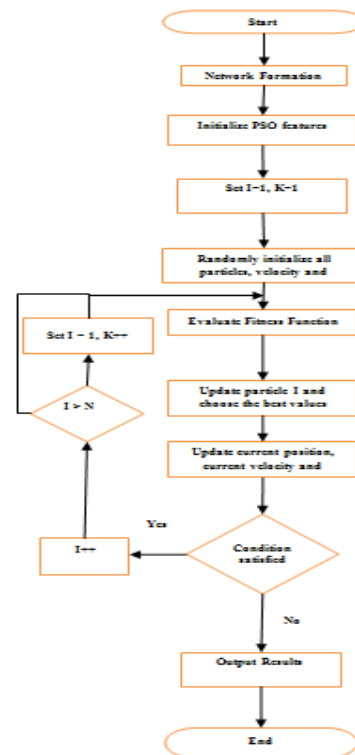 Start
Network Formation
Initialize PSO features
Set I=1, K=1
Randomly initialize all
particles, velocity and
Set I = 1, K++
Evaluate Fitness Function
I > N
Update particle I and
choose the best values
Update current position,
current velocity and
Yes
I++
Condition
satisfied
No
Output Results
End